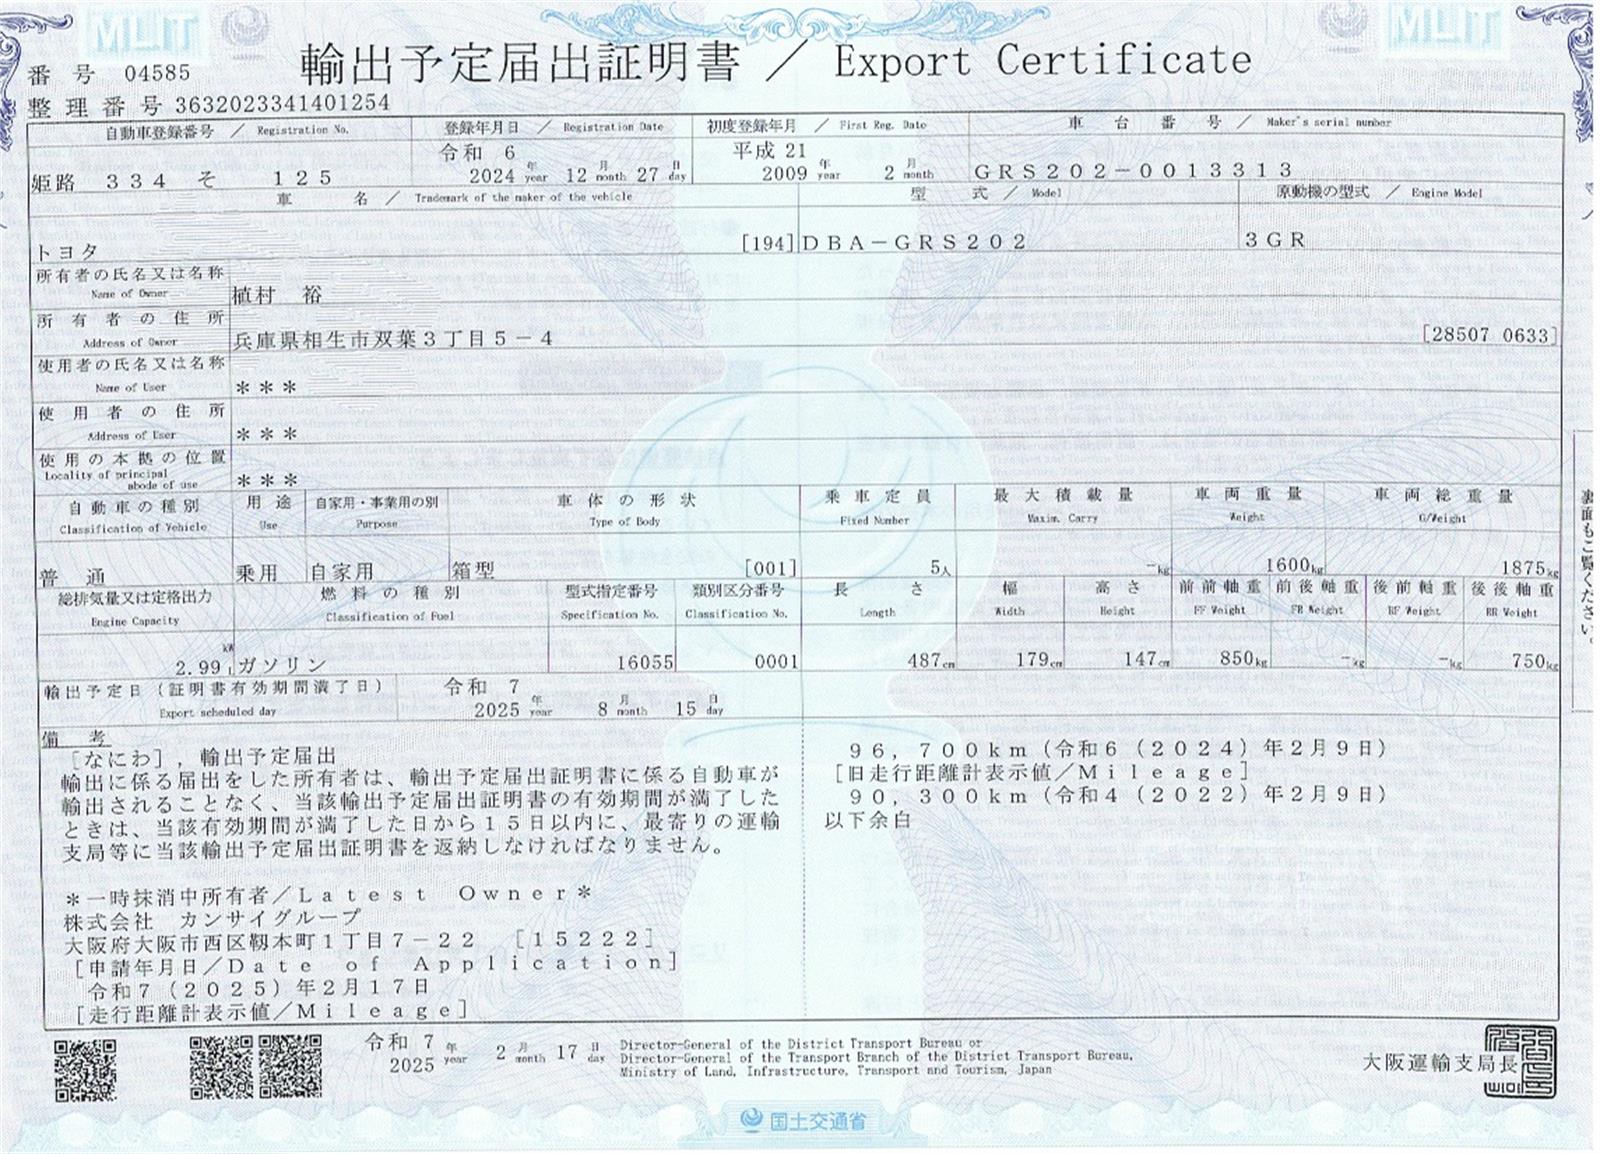 MLIT
MLIT
番号 04585
輸出予定届出証明書 / Export Certificate
整理番号 3632023341401254
自動車登録番号 / Registration No. 登録年月日 / Registration Date 初度登録年月 / First Reg. Date 車台番号 / Maker's serial number
令和 6 平成 21
姫路 334 そ 125 2024 年 year 12 月 month 27 日 day 2009 年 year 2 月 month GRS202-0013313
車名 / Trademark of the maker of the vehicle 型式 / Model 原動機の型式 / Engine Model
トヨタ [194] DBA-GRS202 3GR
所有者の氏名又は名称
Name of Owner 植村 裕
所有者の住所
Address of Owner 兵庫県相生市双葉3丁目5-4 [28507 0633]
使用者の氏名又は名称
Name of User ***
使用者の住所
Address of User ***
使用の本拠の位置
Locality of principal
abode of use ***
自動車の種別 用途 自家用・事業用の別 車体の形状 乗車定員 最大積載量 車両重量 車両総重量
Classification of Vehicle Use Purpose Type of Body Fixed Number Maxim. Carry Weight G/Weight
普通 乗用 自家用 箱型 [001] 5人 -kg 1600kg 1875kg
総排気量又は定格出力 燃料の種別 型式指定番号 類別区分番号 長さ 幅 高さ 前前軸重 前後軸重 後前軸重 後後軸重
Engine Capacity Classification of Fuel Specification No. Classification No. Length Width Height FF Weight FR Weight RF Weight RR Weight
kW
2.99 L ガソリン 16055 0001 487cm 179cm 147cm 850kg -kg -kg 750kg
輸出予定日(証明書有効期間満了日) 令和 7
Export scheduled day 2025 年 year 8 月 month 15 日 day
備考
[なにわ],輸出予定届出
輸出に係る届出をした所有者は、輸出予定届出証明書に係る自動車が
輸出されることなく、当該輸出予定届出証明書の有効期間が満了した
ときは、当該有効期間が満了した日から15日以内に、最寄りの運輸
支局等に当該輸出予定届出証明書を返納しなければなりません。
*一時抹消中所有者/Latest Owner*
株式会社 カンサイグループ
大阪府大阪市西区靱本町1丁目7-22 [15222]
[申請年月日/Date of Application]
令和7(2025)年2月17日
[走行距離計表示値/Mileage]
96,700km(令和6(2024)年2月9日)
[旧走行距離計表示値/Mileage]
90,300km(令和4(2022)年2月9日)
以下余白
裏面もご覧ください。
令和 7
2025 年 year 2 月 month 17 日 day
Director-General of the District Transport Bureau or
Director-General of the Transport Branch of the District Transport Bureau,
Ministry of Land, Infrastructure, Transport and Tourism, Japan
大阪運輸支局長
国土交通省